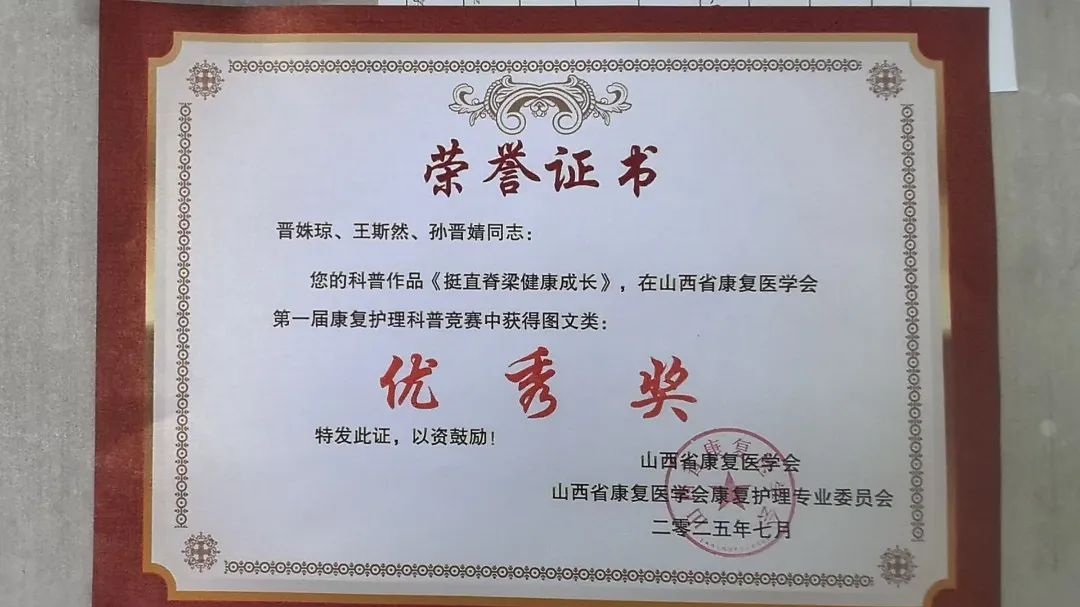 荣誉证书
晋姝琼、王斯然、孙晋婧同志：
您的科普作品《挺直脊梁健康成长》，在山西省康复医学会
第一届康复护理科普竞赛中获得图文类：
优秀奖
特发此证，以资鼓励！
山西省康复医学会
山西省康复医学会康复护理专业委员会
二零二五年七月